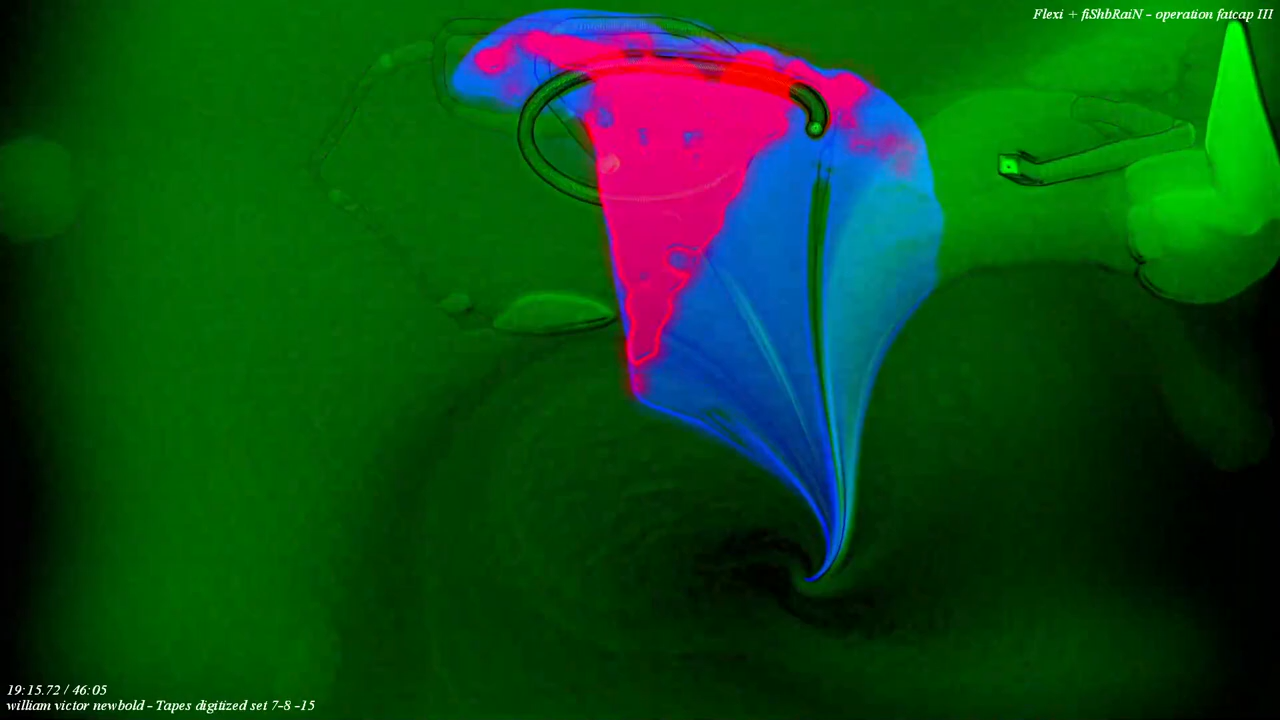 Flexi + fiShbRaiN - operation fatcap III
19:15.72 / 46:05
william victor newbold - Tapes digitized set 7-8 -15